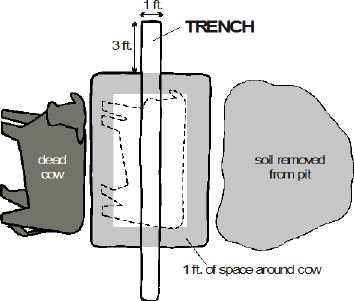 1 ft.
TRENCH
3 ft.
dead
cow
soil removed
from pit
1 ft. of space around cow